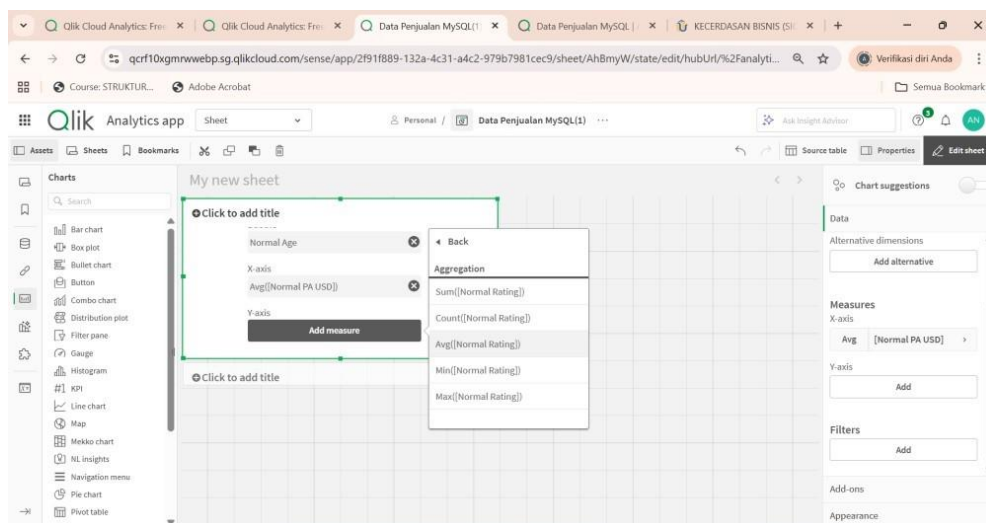 Qlik Cloud Analytics: Free
Qlik Cloud Analytics: Fre
Data Penjualan MySQL(1)
Data Penjualan MySQL |
KECERDASAN BISNIS (SI
qcrf10xgmrwwebp.sg.qlikcloud.com/sense/app/2f91f889-132a-4c31-a4c2-979b7981cec9/sheet/AhBmyW/state/edit/hubUrl/%2Fanalyti...
Verifikasi diri Anda
Course: STRUKTUR...
Adobe Acrobat
Semua Bookmark
Qlik Analytics app
Sheet
Personal / Data Penjualan MySQL(1) ...
Ask Insight Advisor
3
AN
Assets
Sheets
Bookmarks
Source table
Properties
Edit sheet
Charts
Search
Bar chart
Box plot
Bullet chart
Button
Combo chart
Distribution plot
Filter pane
Gauge
Histogram
#1 KPI
Line chart
Map
Mekko chart
NL insights
Navigation menu
Pie chart
Pivot table
My new sheet
Click to add title
Normal Age
X-axis
Avg([Normal PA USD])
Y-axis
Add measure
Click to add title
Back
Aggregation
Sum([Normal Rating])
Count([Normal Rating])
Avg([Normal Rating])
Min([Normal Rating])
Max([Normal Rating])
Chart suggestions
Data
Alternative dimensions
Add alternative
Measures
X-axis
Avg [Normal PA USD]
Y-axis
Add
Filters
Add
Add-ons
Appearance